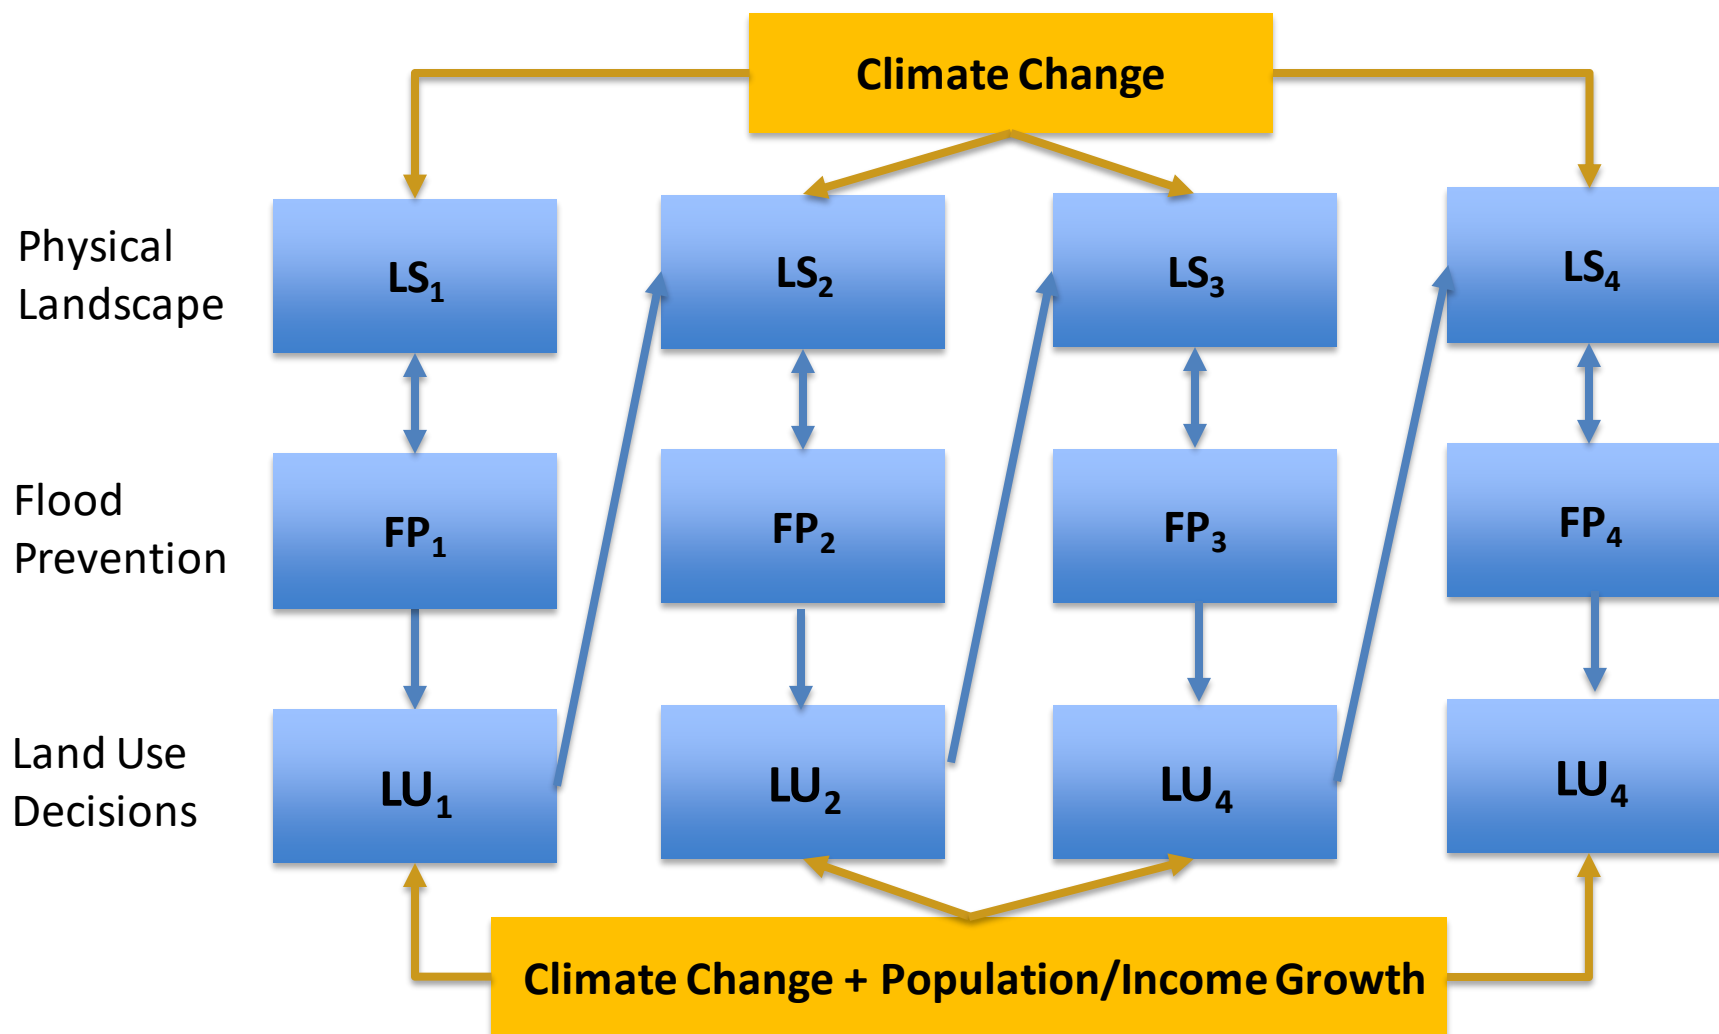 Climate Change
Physical
Landscape
LS₁
LS₂
LS₃
LS₄
Flood
Prevention
FP₁
FP₂
FP₃
FP₄
Land Use
Decisions
LU₁
LU₂
LU₄
LU₄
Climate Change + Population/Income Growth